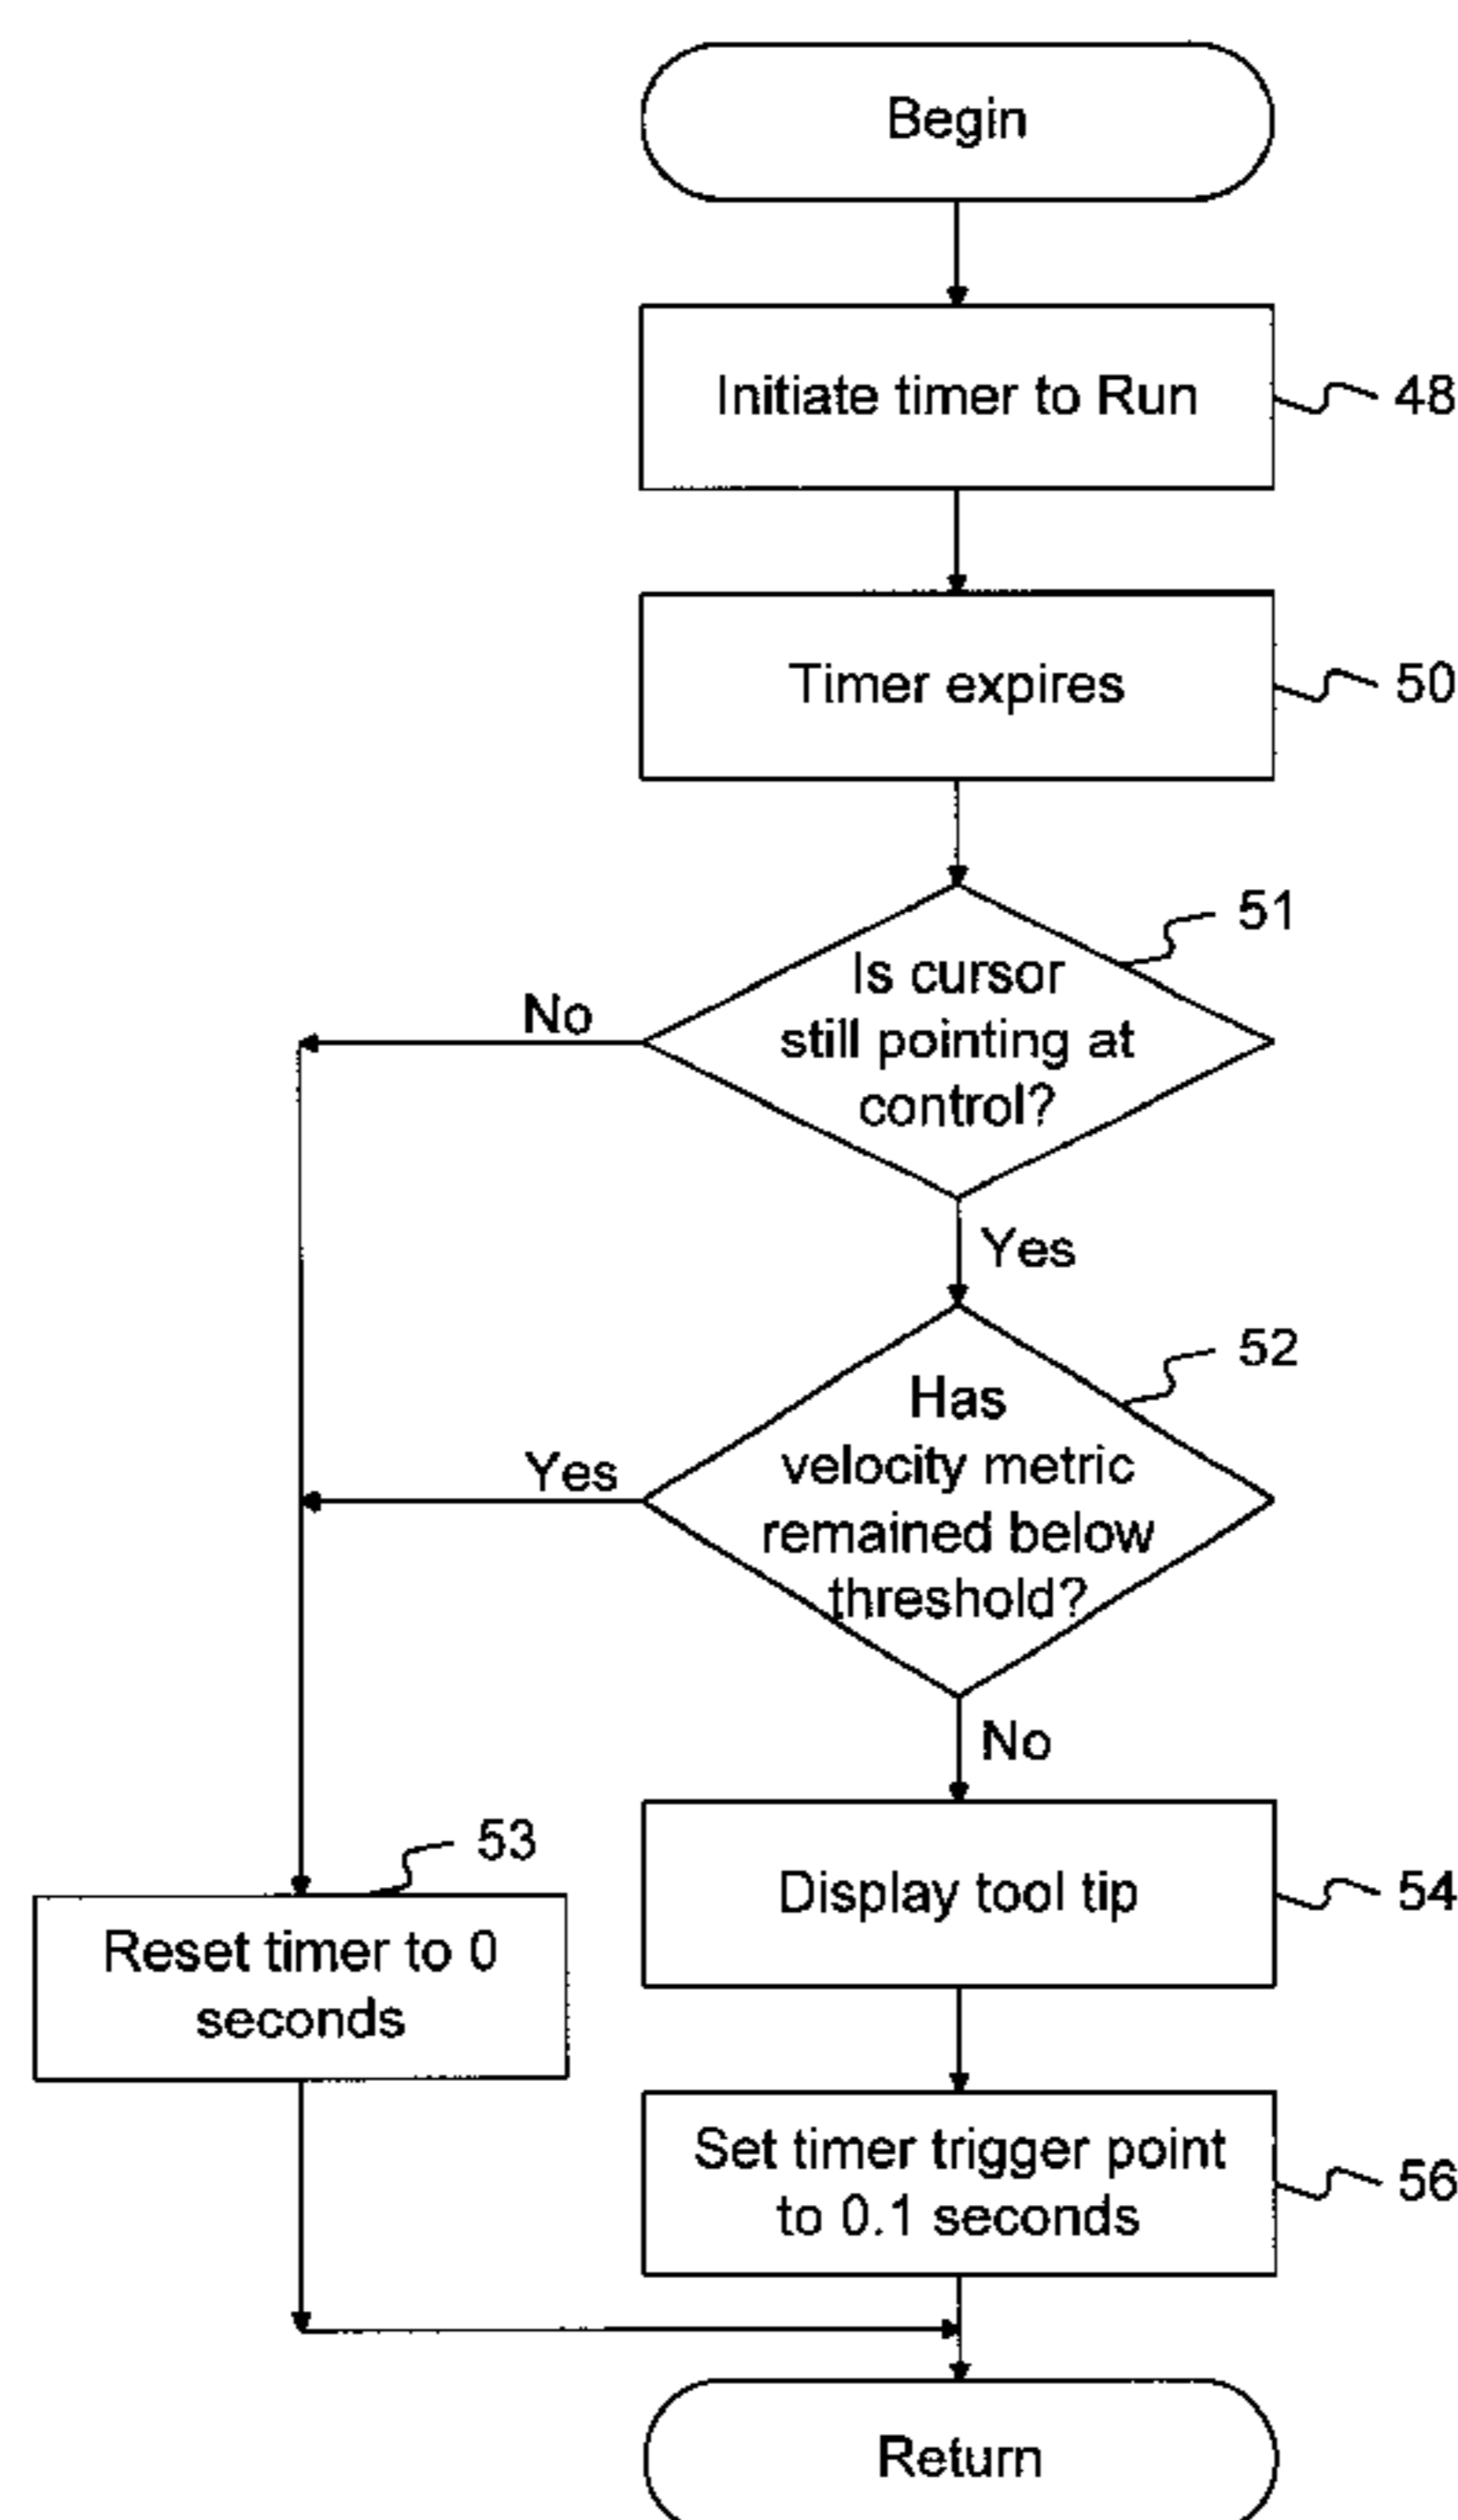 Begin
Initiate timer to Run
48
Timer expires
50
51
Is cursor
still pointing at
control?
No
Yes
52
Has
velocity metric
remained below
threshold?
Yes
No
53
Reset timer to 0
seconds
Display tool tip
54
Set timer trigger point
to 0.1 seconds
56
Return